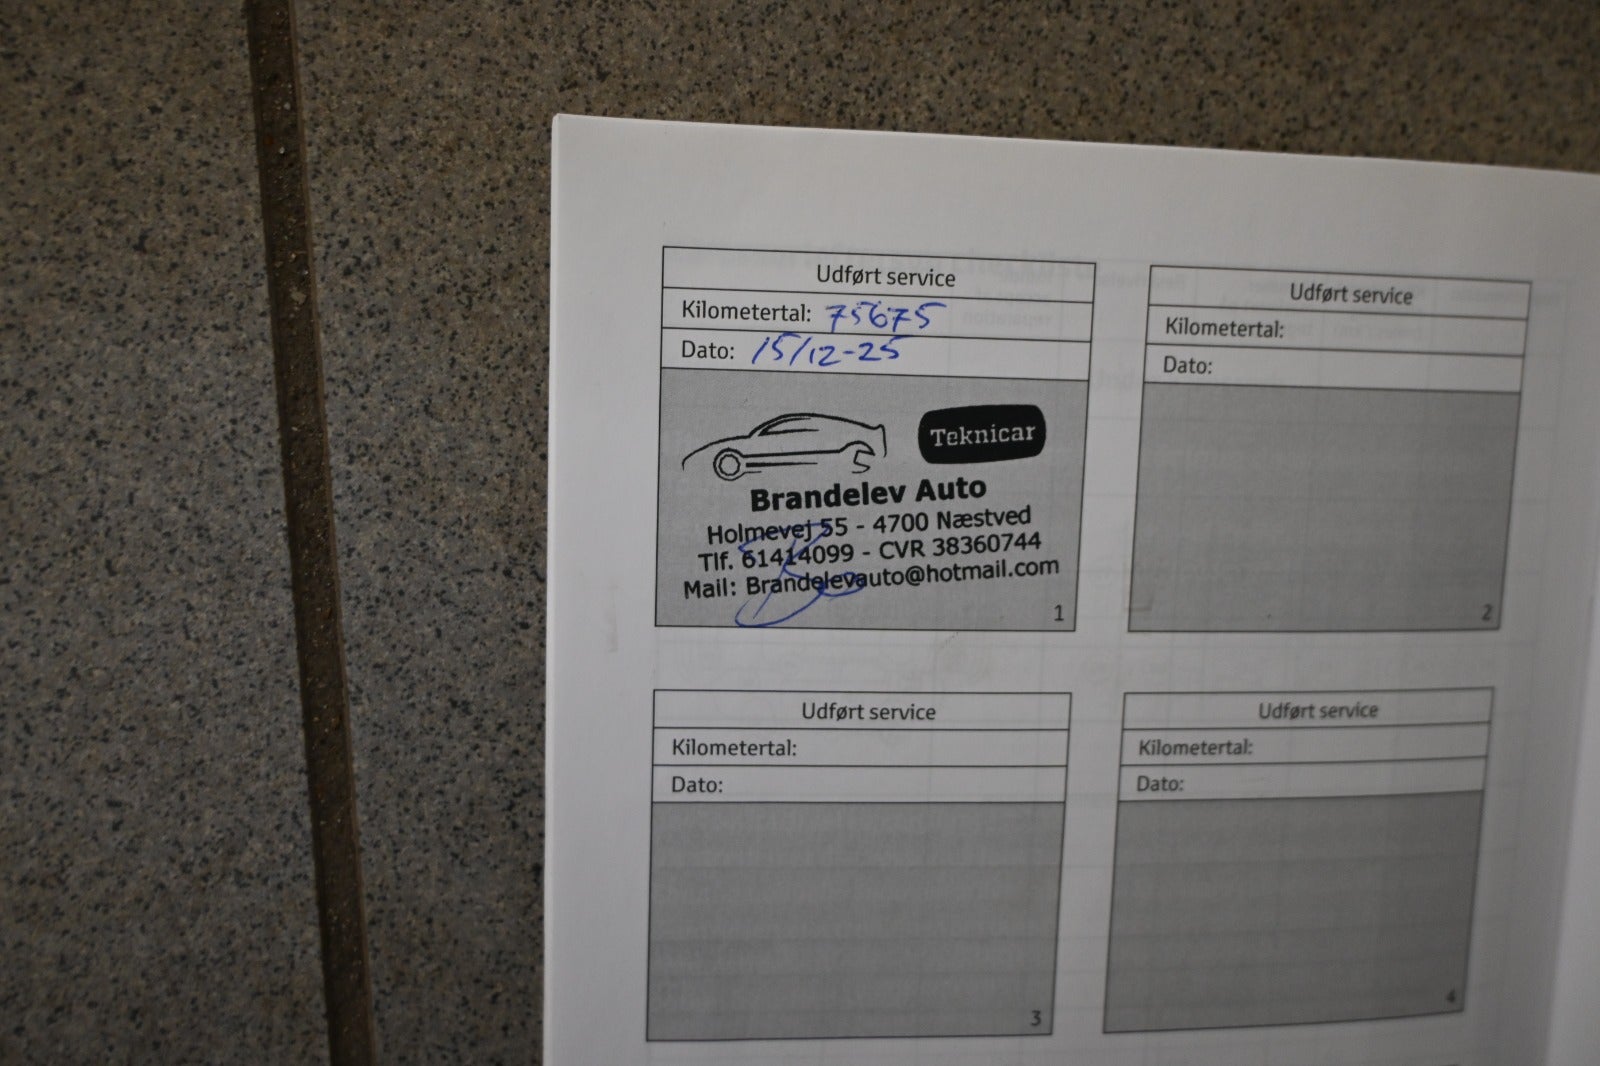 Udført service
Kilometertal: 75675
Dato: 15/12-25
Teknicar
Brandelev Auto
Holmevej 55 - 4700 Næstved
Tlf. 61414099 - CVR 38360744
Mail: Brandelevauto@hotmail.com
1
Udført service
Kilometertal:
Dato:
2
Udført service
Kilometertal:
Dato:
3
Udført service
Kilometertal:
Dato:
4